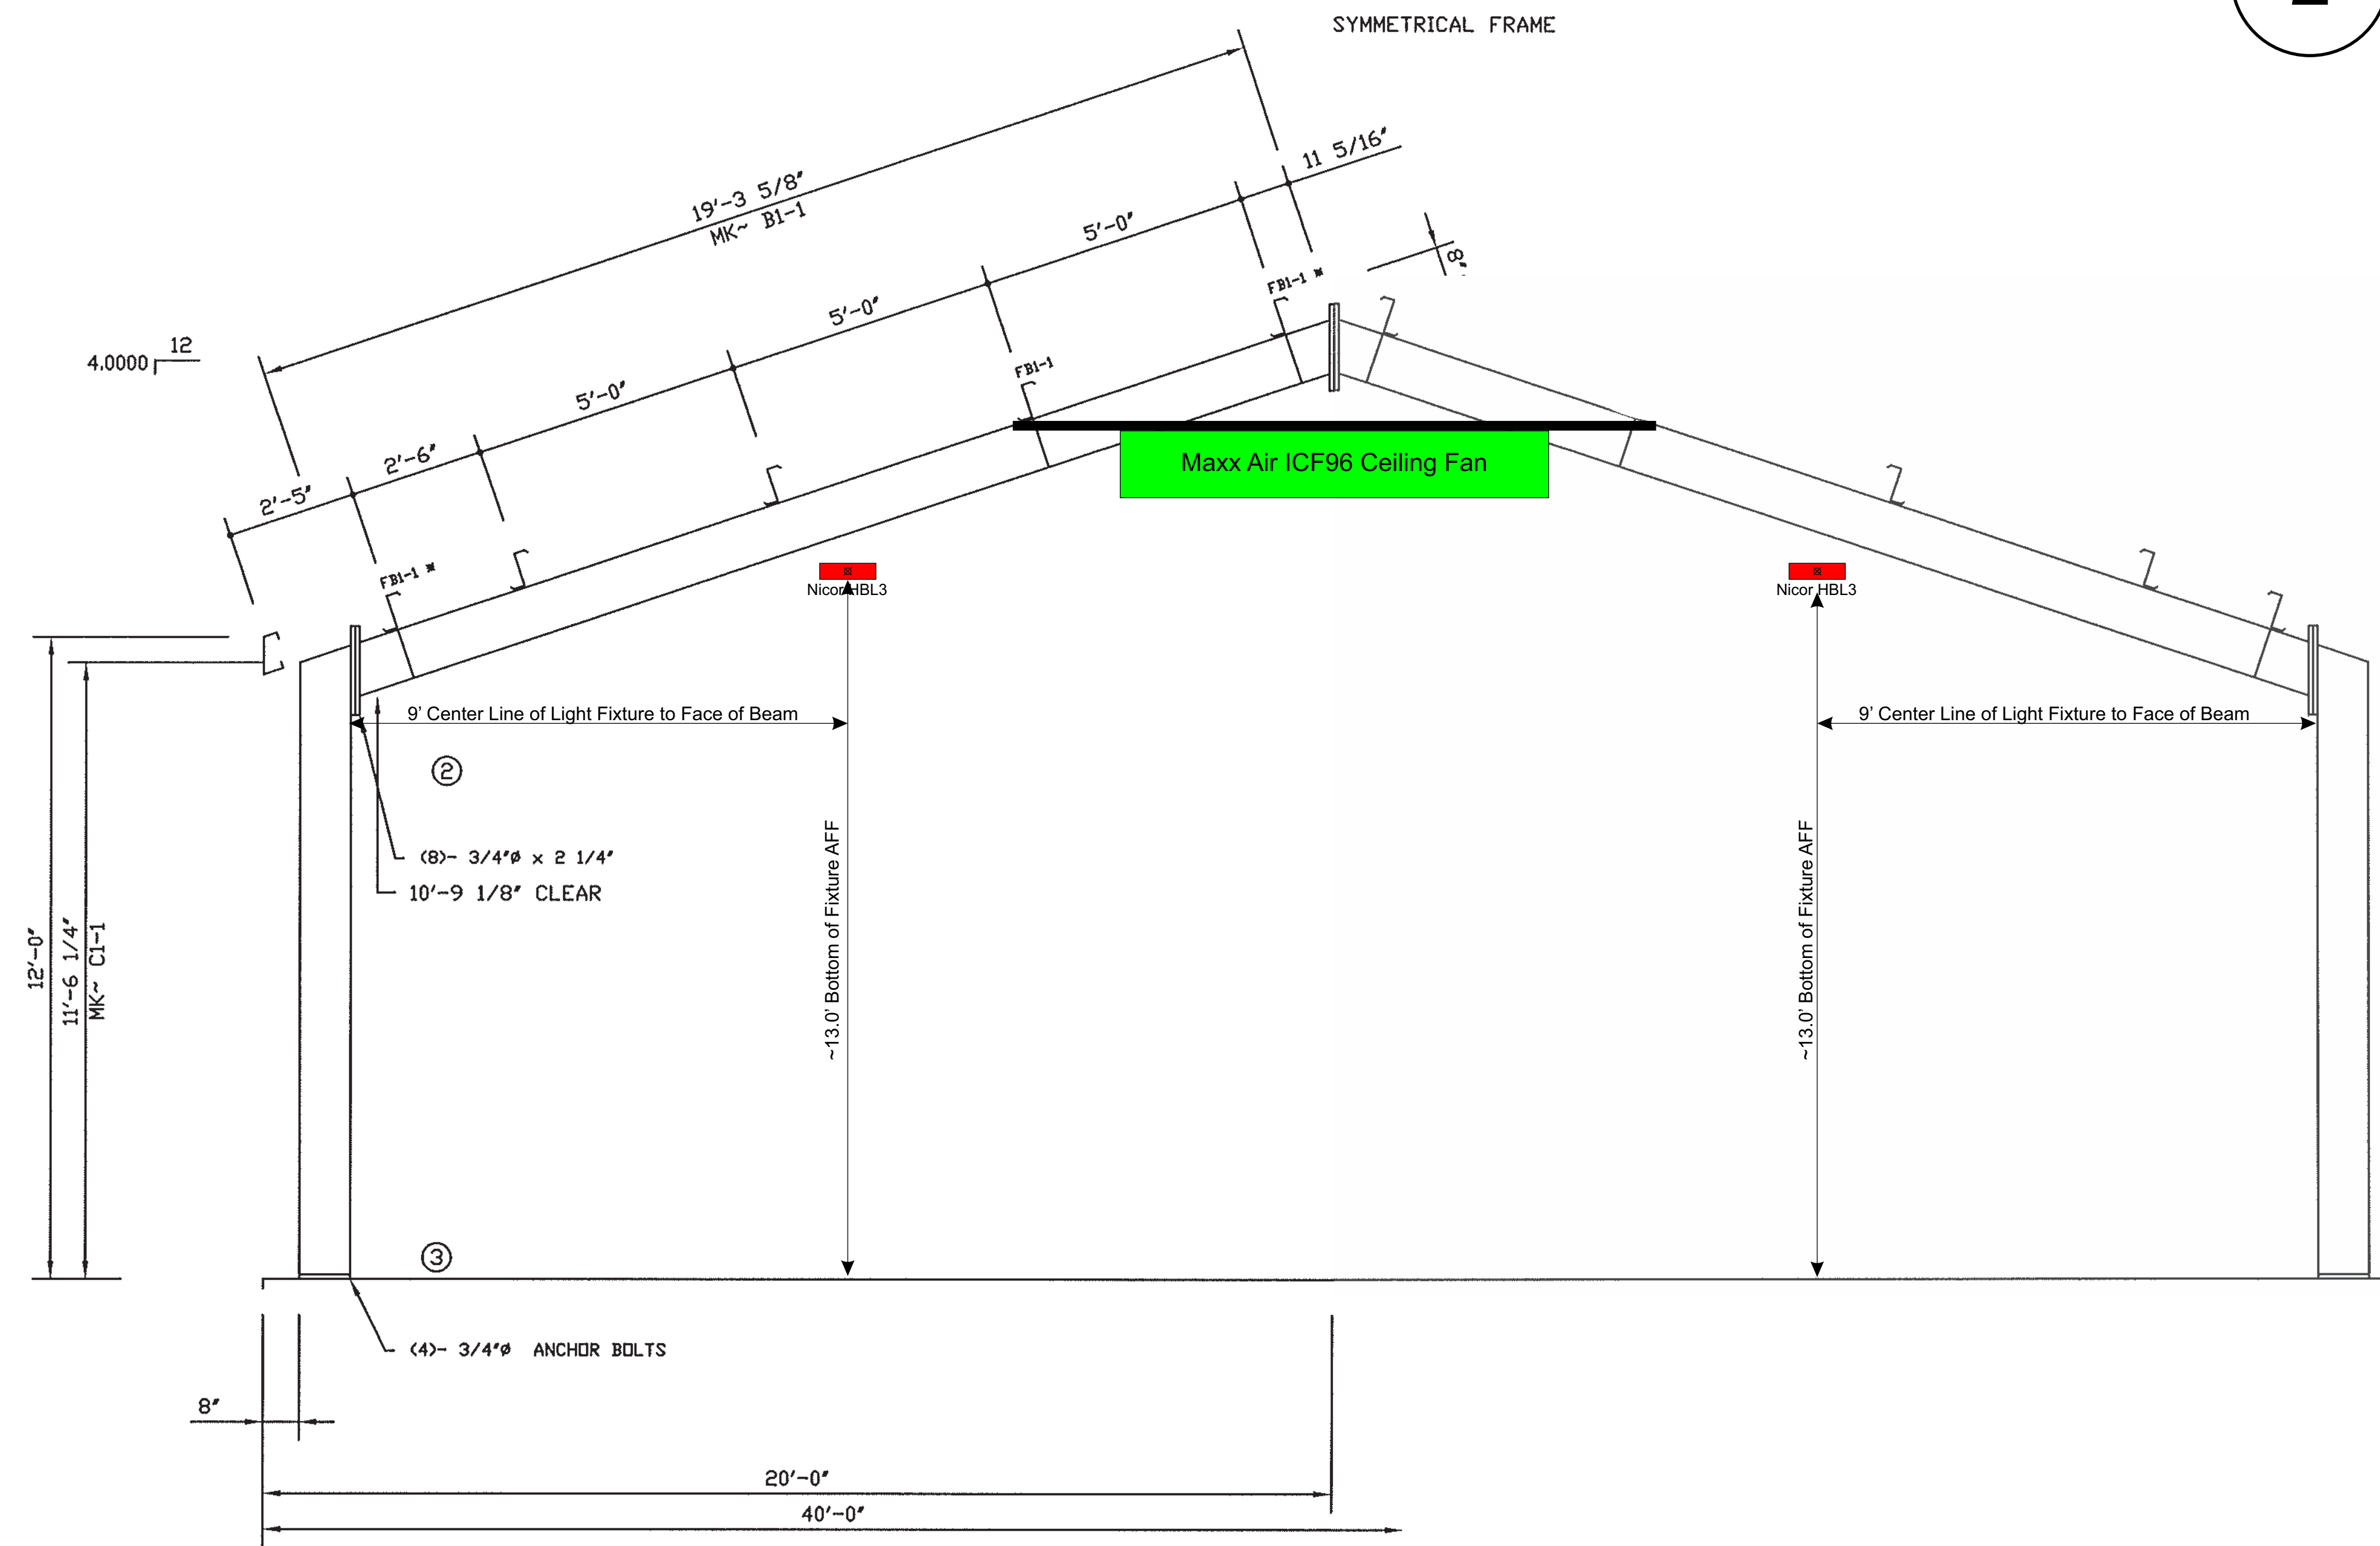 SYMMETRICAL FRAME
19'-3 5/8"
MK~ B1-1
11 5/16"
5'-0"
8"
FB1-1 *
5'-0"
12
4.0000
FB1-1
5'-0"
2'-6"
2'-5"
FB1-1 *
Maxx Air ICF96 Ceiling Fan
Nicor HBL3
Nicor HBL3
9’ Center Line of Light Fixture to Face of Beam
9’ Center Line of Light Fixture to Face of Beam
2
(8)- 3/4"ø x 2 1/4"
10'-9 1/8" CLEAR
12'-0"
11'-6 1/4"
MK~ C1-1
~13.0’ Bottom of Fixture AFF
~13.0’ Bottom of Fixture AFF
3
(4)- 3/4"ø ANCHOR BOLTS
8"
20'-0"
40'-0"